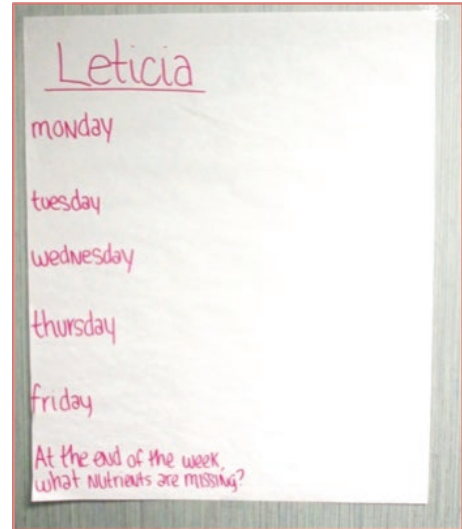 Leticia
monday
tuesday
wednesday
thursday
friday
At the end of the week,
what nutrients are missing?